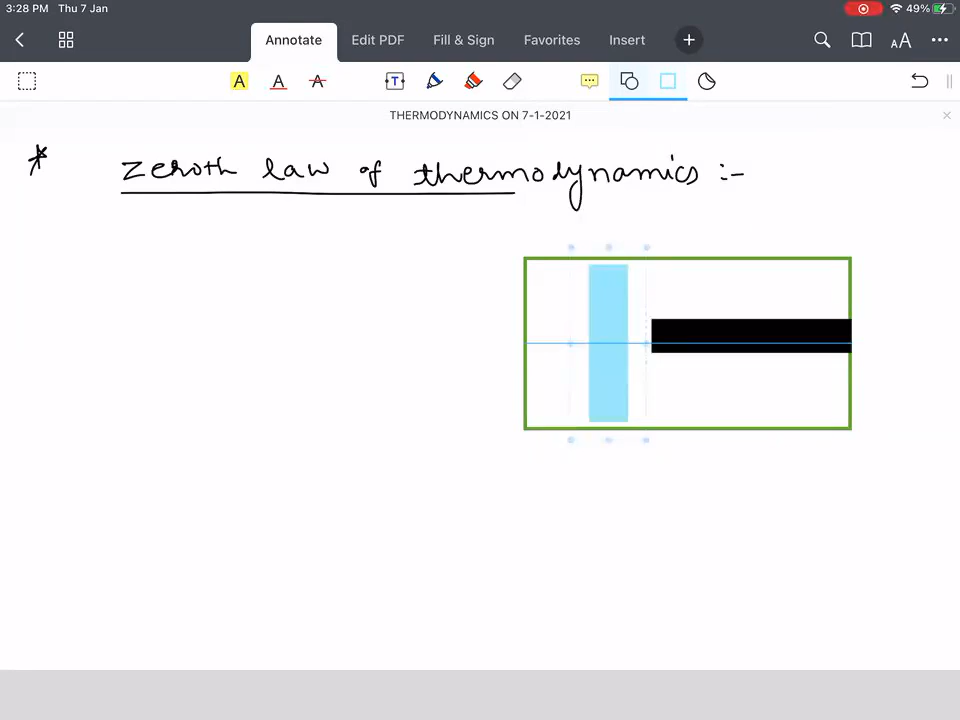 3:28 PM Thu 7 Jan 49%
Annotate Edit PDF Fill & Sign Favorites Insert
A A A T AA
THERMODYNAMICS ON 7-1-2021
* Zeroth law of thermodynamics :-